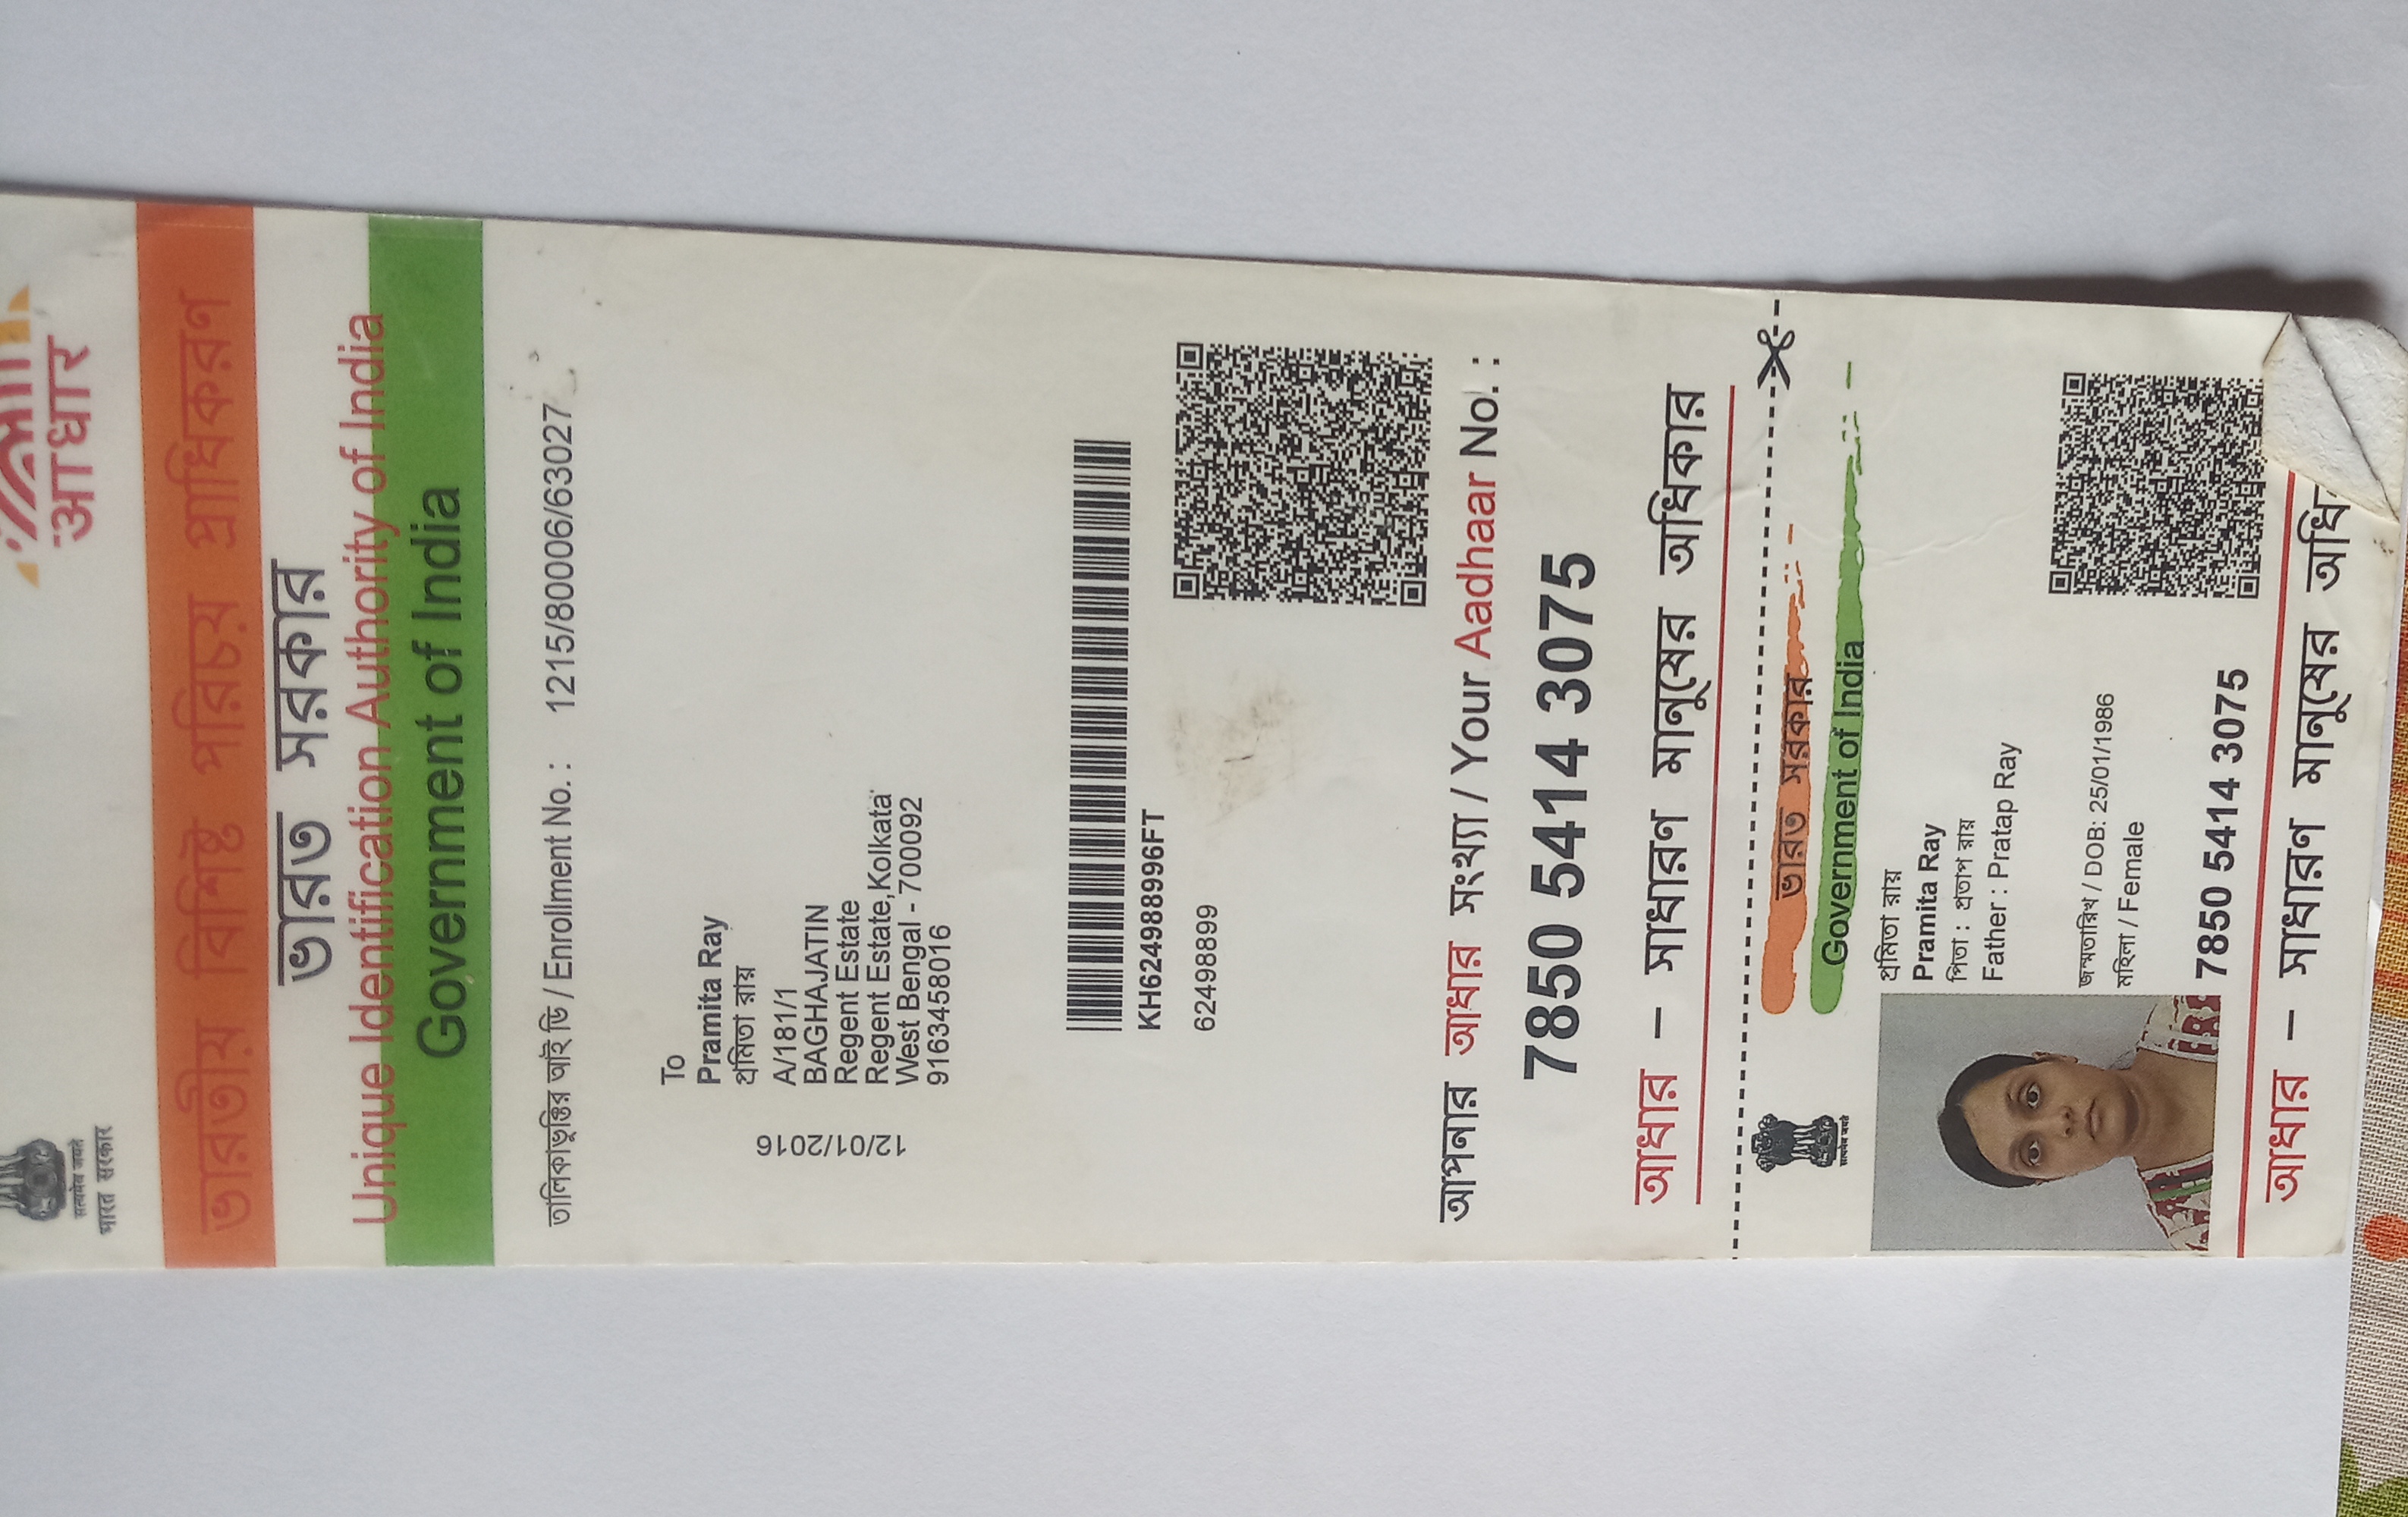 आधार
सत्यमेव जयते
भारत सरकार
ভারতীয় বিশিষ্ট পরিচয় প্রাধিকরণ
ভারত সরকার
Unique Identification Authority of India
Government of India
তালিকাভুক্তির আই ডি / Enrollment No. : 1215/80006/63027
To
Pramita Ray
প্রমিতা রায়
A/181/1
BAGHAJATIN
Regent Estate
Regent Estate,Kolkata
West Bengal - 700092
9163458016
12/01/2016
KH624988996FT
62498899
আপনার আধার সংখ্যা / Your Aadhaar No. :
7850 5414 3075
আধার – সাধারণ মানুষের অধিকার
ভারত সরকার
Government of India
सत्यमेव जयते
প্রমিতা রায়
Pramita Ray
পিতা : প্রতাপ রায়
Father : Pratap Ray
জন্মতারিখ / DOB: 25/01/1986
মহিলা / Female
7850 5414 3075
আধার – সাধারণ মানুষের